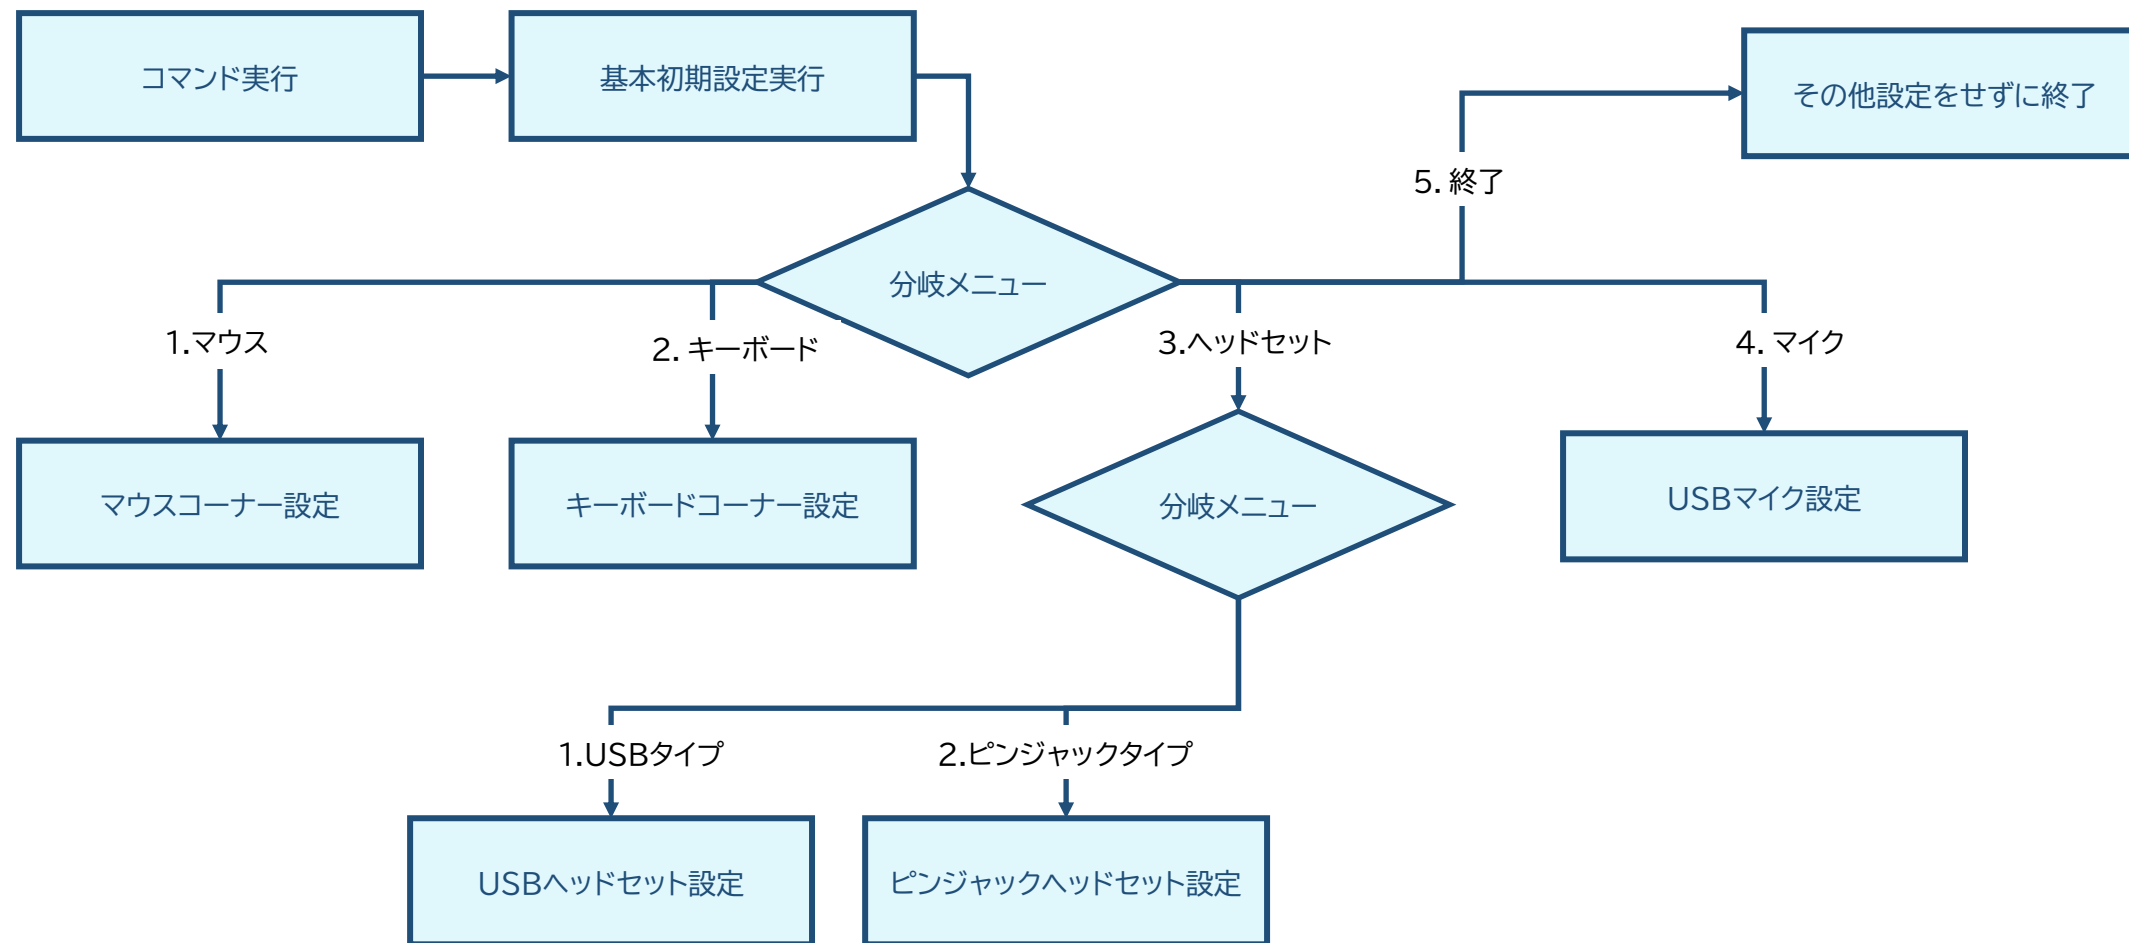 コマンド実行
基本初期設定実行
その他設定をせずに終了
5. 終了
分岐メニュー
1.マウス
2. キーボード
3.ヘッドセット
4. マイク
マウスコーナー設定
キーボードコーナー設定
分岐メニュー
USBマイク設定
1.USBタイプ
2.ピンジャックタイプ
USBヘッドセット設定
ピンジャックヘッドセット設定